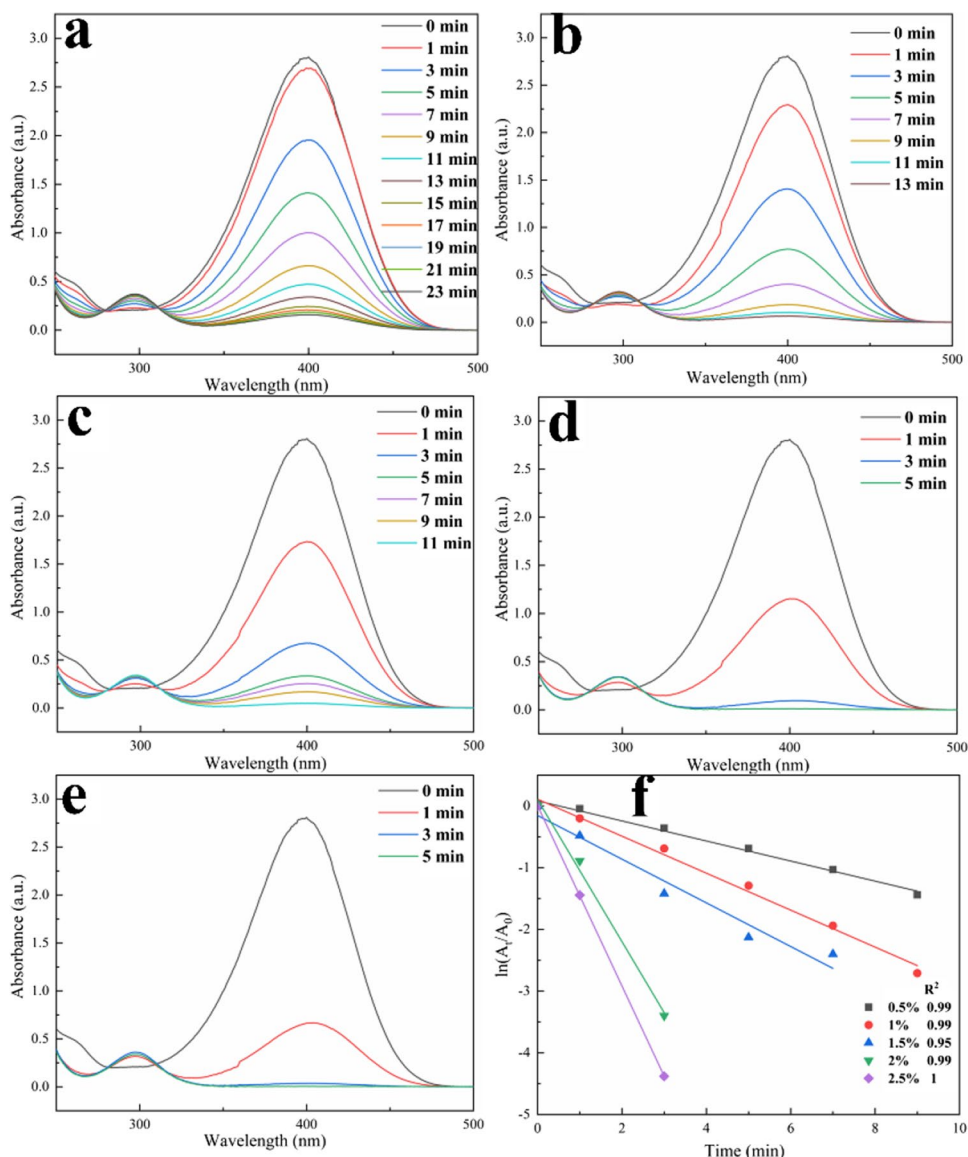 a
0 min
1 min
3 min
5 min
7 min
9 min
11 min
13 min
15 min
17 min
19 min
21 min
23 min
3.0
2.5
2.0
1.5
1.0
0.5
0.0
300
400
500
Absorbance (a.u.)
Wavelength (nm)
b
0 min
1 min
3 min
5 min
7 min
9 min
11 min
13 min
3.0
2.5
2.0
1.5
1.0
0.5
0.0
300
400
500
Absorbance (a.u.)
Wavelength (nm)
c
0 min
1 min
3 min
5 min
7 min
9 min
11 min
3.0
2.5
2.0
1.5
1.0
0.5
0.0
300
400
500
Absorbance (a.u.)
Wavelength (nm)
d
0 min
1 min
3 min
5 min
3.0
2.5
2.0
1.5
1.0
0.5
0.0
300
400
500
Absorbance (a.u.)
Wavelength (nm)
e
0 min
1 min
3 min
5 min
3.0
2.5
2.0
1.5
1.0
0.5
0.0
300
400
500
Absorbance (a.u.)
Wavelength (nm)
f
0
-1
-2
-3
-4
-5
ln(Aₜ/A₀)
R²
0.5% 0.99
1% 0.99
1.5% 0.95
2% 0.99
2.5% 1
0
2
4
6
8
10
Time (min)